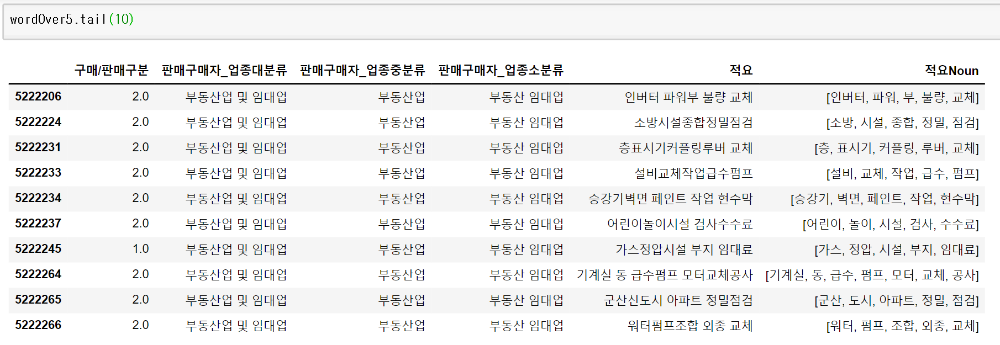 wordOver5.tail(10)
구매/판매구분 판매구매자_업종대분류 판매구매자_업종중분류 판매구매자_업종소분류 적요 적요Noun
5222206 2.0 부동산업 및 임대업 부동산업 부동산 임대업 인버터 파워부 불량 교체 [인버터, 파워, 부, 불량, 교체]
5222224 2.0 부동산업 및 임대업 부동산업 부동산 임대업 소방시설종합정밀점검 [소방, 시설, 종합, 정밀, 점검]
5222231 2.0 부동산업 및 임대업 부동산업 부동산 임대업 층표시기커플링루버 교체 [층, 표시기, 커플링, 루버, 교체]
5222233 2.0 부동산업 및 임대업 부동산업 부동산 임대업 설비교체작업급수펌프 [설비, 교체, 작업, 급수, 펌프]
5222234 2.0 부동산업 및 임대업 부동산업 부동산 임대업 승강기벽면 페인트 작업 현수막 [승강기, 벽면, 페인트, 작업, 현수막]
5222237 2.0 부동산업 및 임대업 부동산업 부동산 임대업 어린이놀이시설 검사수수료 [어린이, 놀이, 시설, 검사, 수수료]
5222245 1.0 부동산업 및 임대업 부동산업 부동산 임대업 가스정압시설 부지 임대료 [가스, 정압, 시설, 부지, 임대료]
5222264 2.0 부동산업 및 임대업 부동산업 부동산 임대업 기계실 동 급수펌프 모터교체공사 [기계실, 동, 급수, 펌프, 모터, 교체, 공사]
5222265 2.0 부동산업 및 임대업 부동산업 부동산 임대업 군산신도시 아파트 정밀점검 [군산, 도시, 아파트, 정밀, 점검]
5222266 2.0 부동산업 및 임대업 부동산업 부동산 임대업 워터펌프조합 외종 교체 [워터, 펌프, 조합, 외종, 교체]